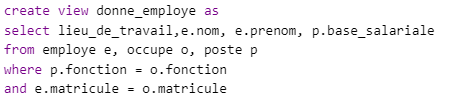 create view donne_employe as
select lieu_de_travail,e.nom, e.prenom, p.base_salariale
from employe e, occupe o, poste p
where p.fonction = o.fonction
and e.matricule = o.matricule